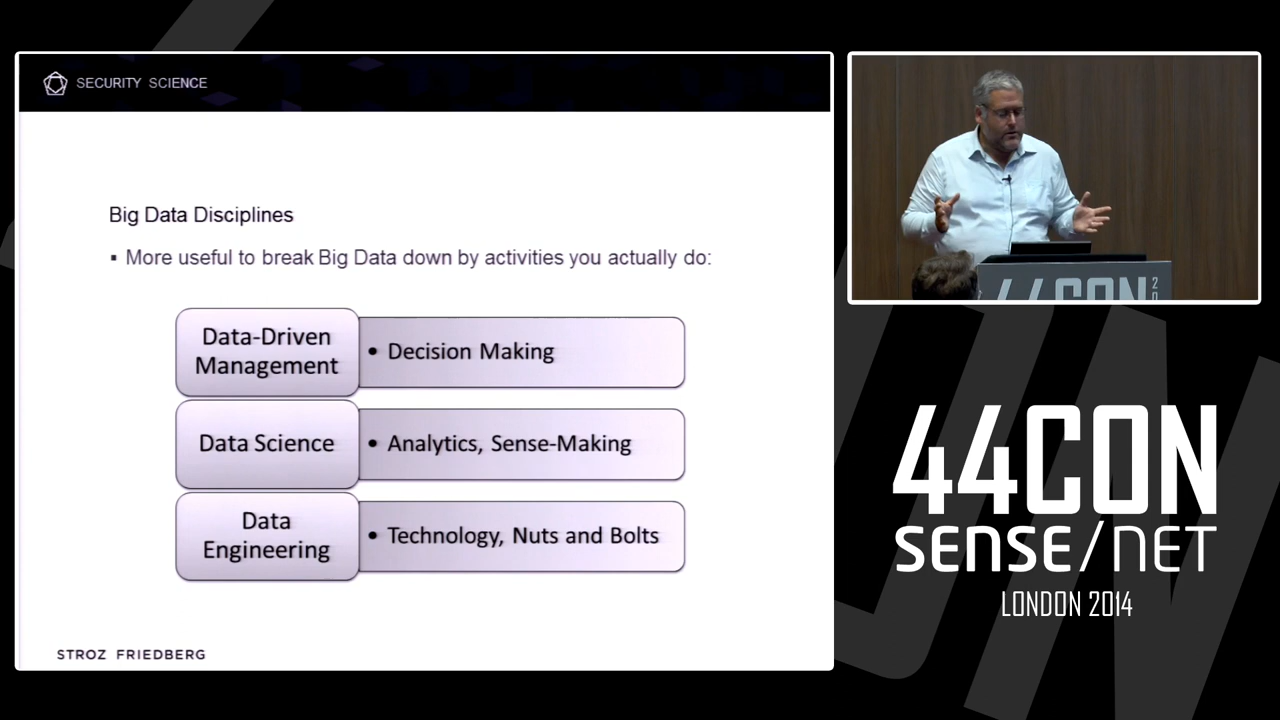 SECURITY SCIENCE
Big Data Disciplines
▪ More useful to break Big Data down by activities you actually do:
Data-Driven
Management
• Decision Making
Data Science
• Analytics, Sense-Making
Data
Engineering
• Technology, Nuts and Bolts
STROZ FRIEDBERG
44CON
44CON
SENSE/NET
LONDON 2014